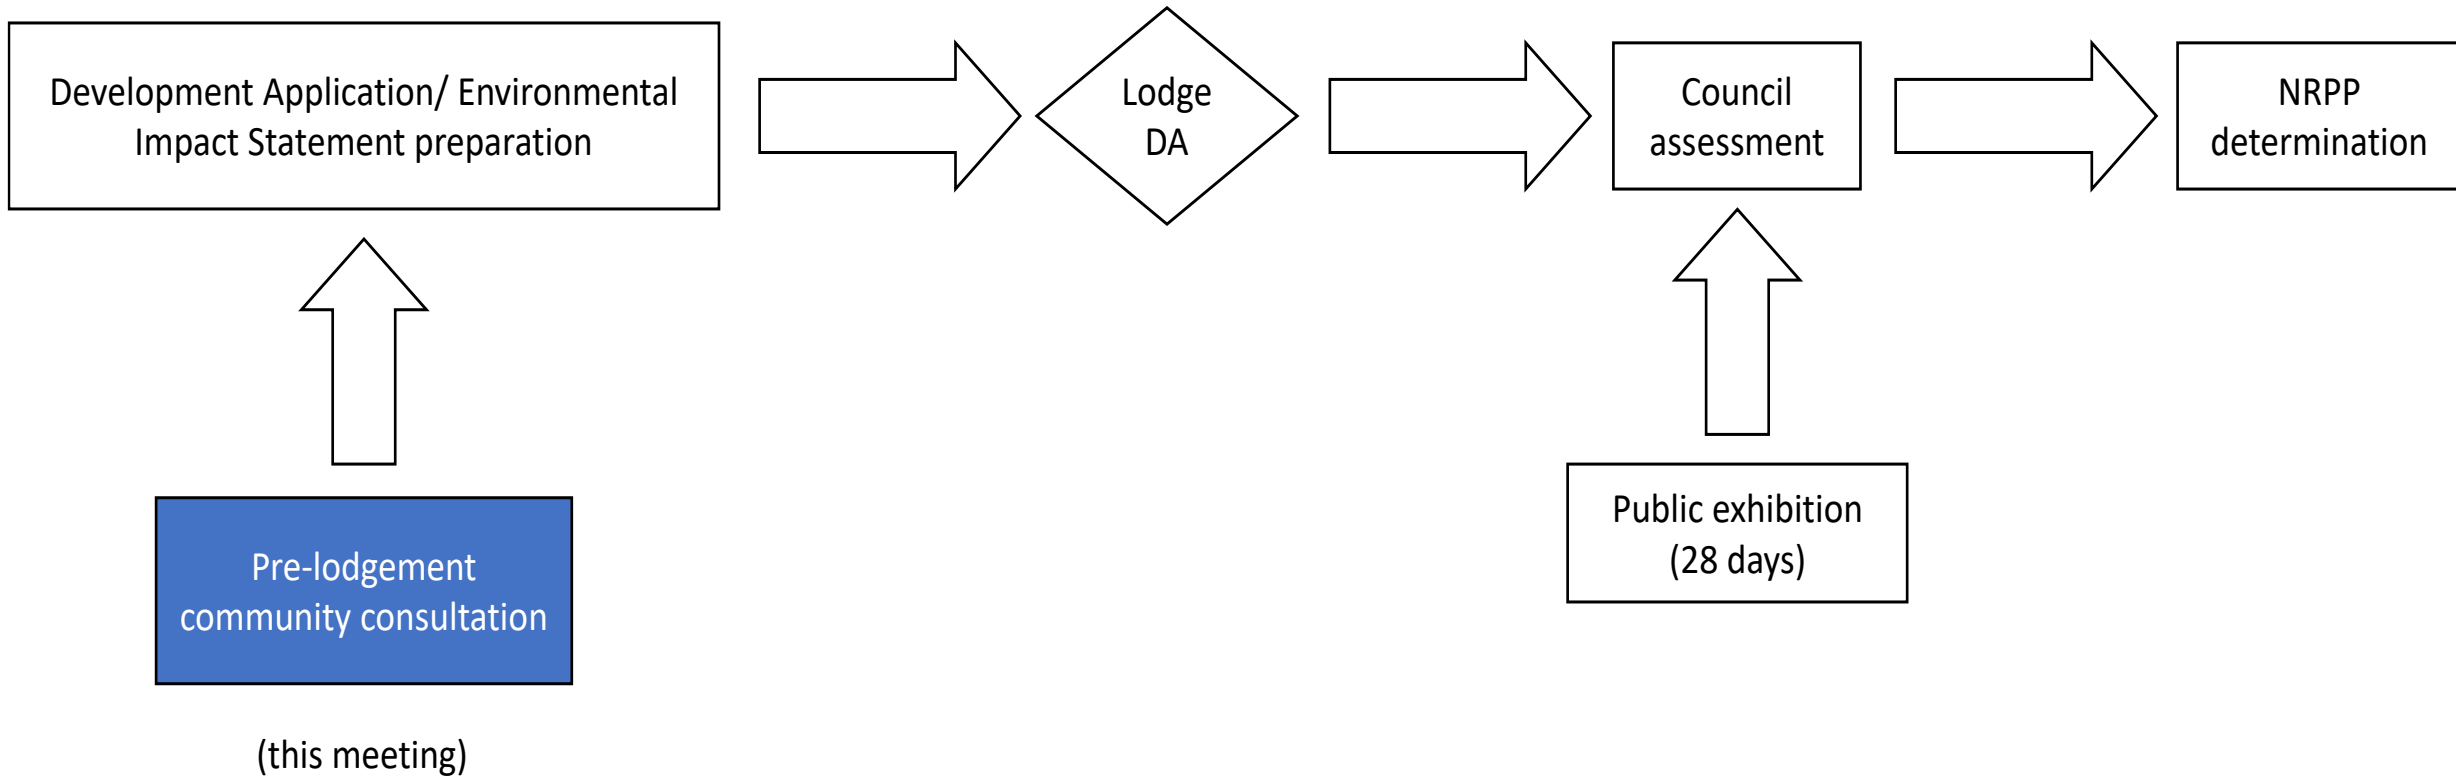 Development Application/ Environmental
Impact Statement preparation
Lodge
DA
Council
assessment
NRPP
determination
Pre-lodgement
community consultation
(this meeting)
Public exhibition
(28 days)